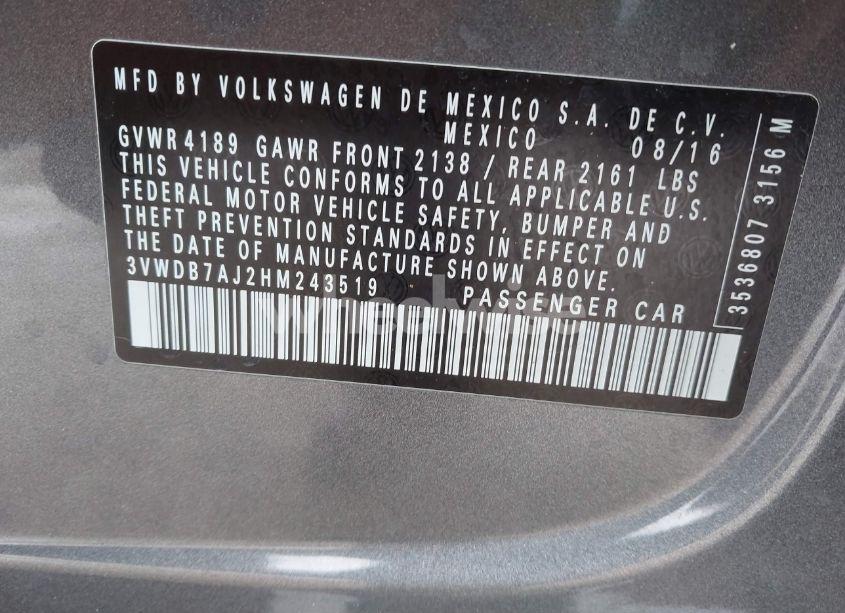 MFD BY VOLKSWAGEN DE MEXICO S.A. DE C.V.
MEXICO 08/16
GVWR 4189 GAWR FRONT 2138 / REAR 2161 LBS
THIS VEHICLE CONFORMS TO ALL APPLICABLE U.S.
FEDERAL MOTOR VEHICLE SAFETY, BUMPER AND
THEFT PREVENTION STANDARDS IN EFFECT ON
THE DATE OF MANUFACTURE SHOWN ABOVE.
3VWDB7AJ2HM243519 PASSENGER CAR
3536807 3156 M
wheelwise